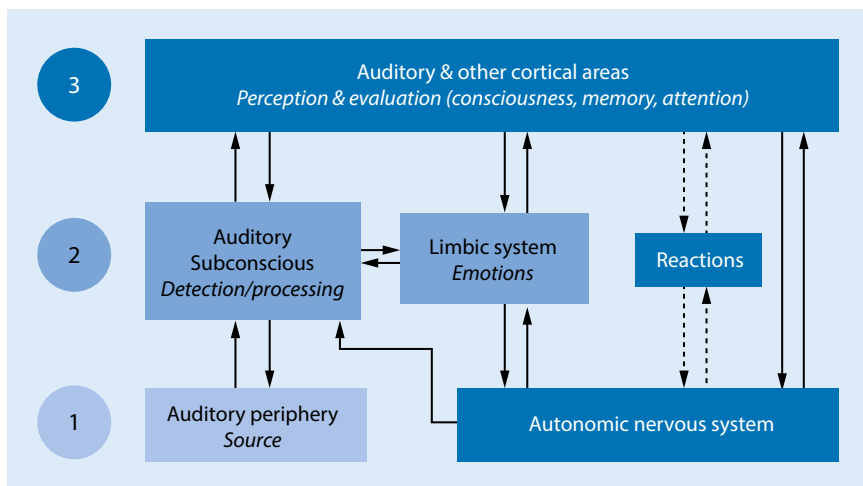 3
Auditory & other cortical areas
Perception & evaluation (consciousness, memory, attention)
2
Auditory
Subconscious
Detection/processing)
Limbic system
Emotions
Reactions
1
Auditory periphery
Source
Autonomic nervous system